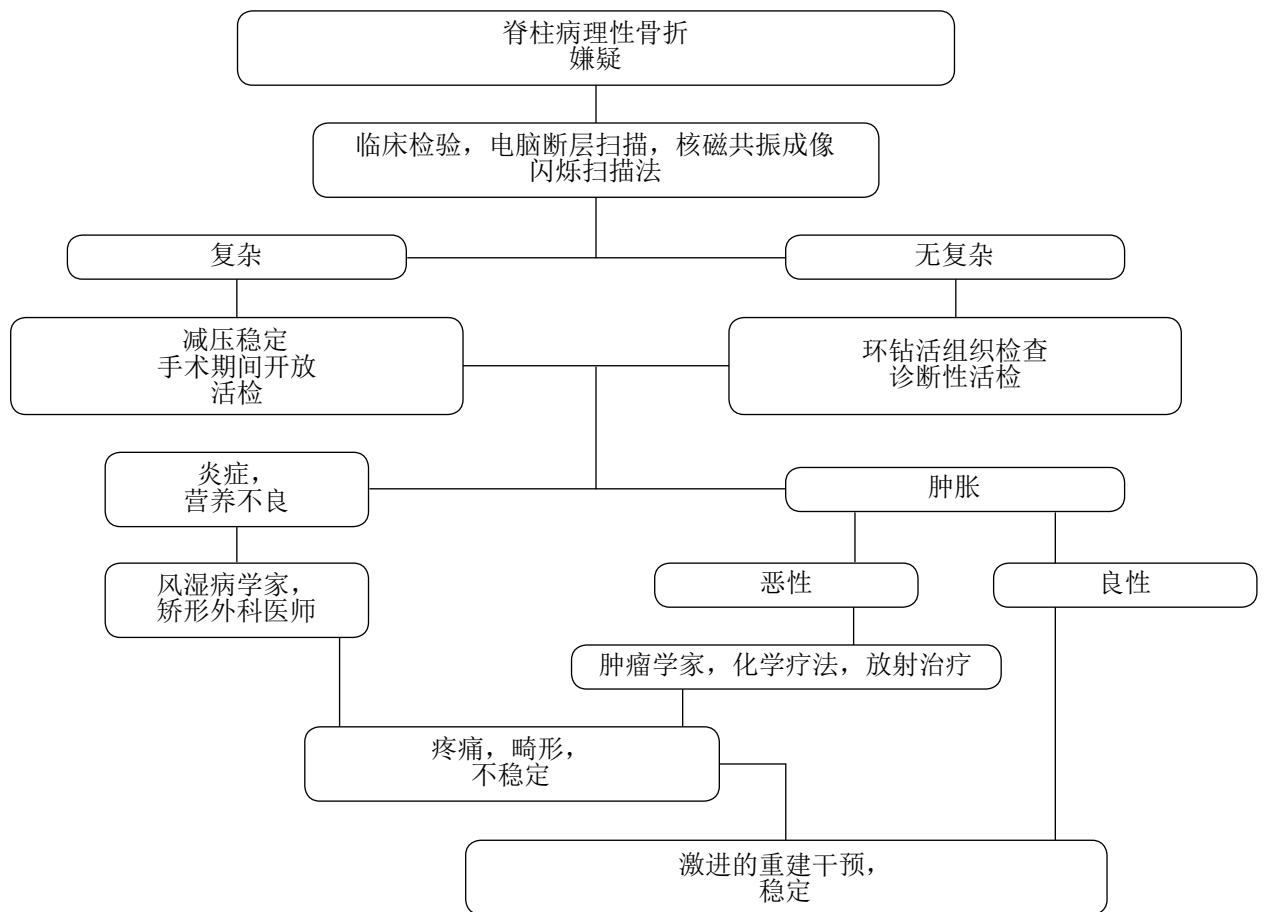 脊柱病理性骨折
嫌疑
临床检验，电脑断层扫描，核磁共振成像
闪烁扫描法
复杂
无复杂
减压稳定
手术期间开放
活检
环钻活组织检查
诊断性活检
炎症，
营养不良
肿胀
风湿病学家，
矫形外科医师
恶性
良性
肿瘤学家，化学疗法，放射治疗
疼痛，畸形，
不稳定
激进的重建干预，
稳定